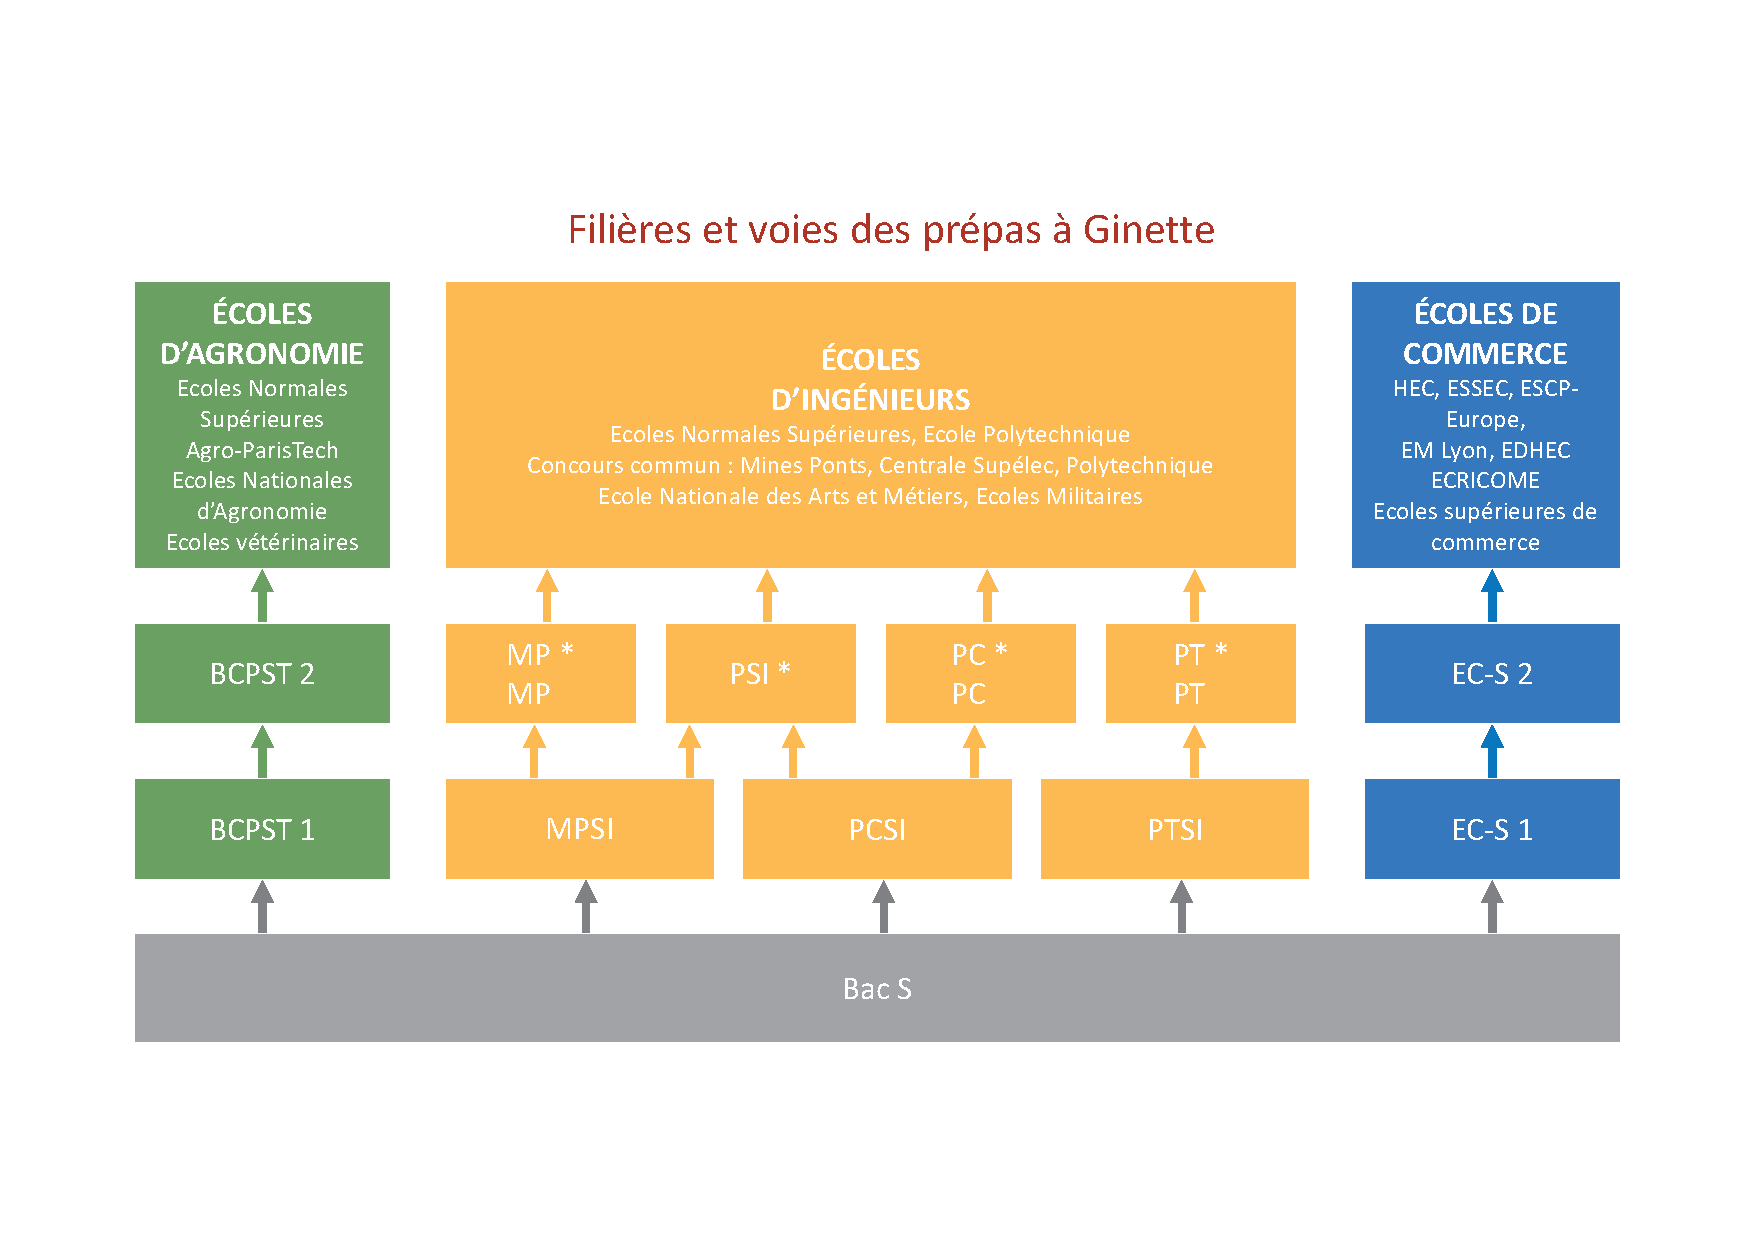 Filières et voies des prépas à Ginette
ÉCOLES
D’AGRONOMIE
Ecoles Normales
Supérieures
Agro-ParisTech
Ecoles Nationales
d’Agronomie
Ecoles vétérinaires
ÉCOLES
D’INGÉNIEURS
Ecoles Normales Supérieures, Ecole Polytechnique
Concours commun : Mines Ponts, Centrale Supélec, Polytechnique
Ecole Nationale des Arts et Métiers, Ecoles Militaires
ÉCOLES DE
COMMERCE
HEC, ESSEC, ESCP-
Europe,
EM Lyon, EDHEC
ECRICOME
Ecoles supérieures de
commerce
BCPST 2
MP *
MP
PSI *
PC *
PC
PT *
PT
EC-S 2
BCPST 1
MPSI
PCSI
PTSI
EC-S 1
Bac S